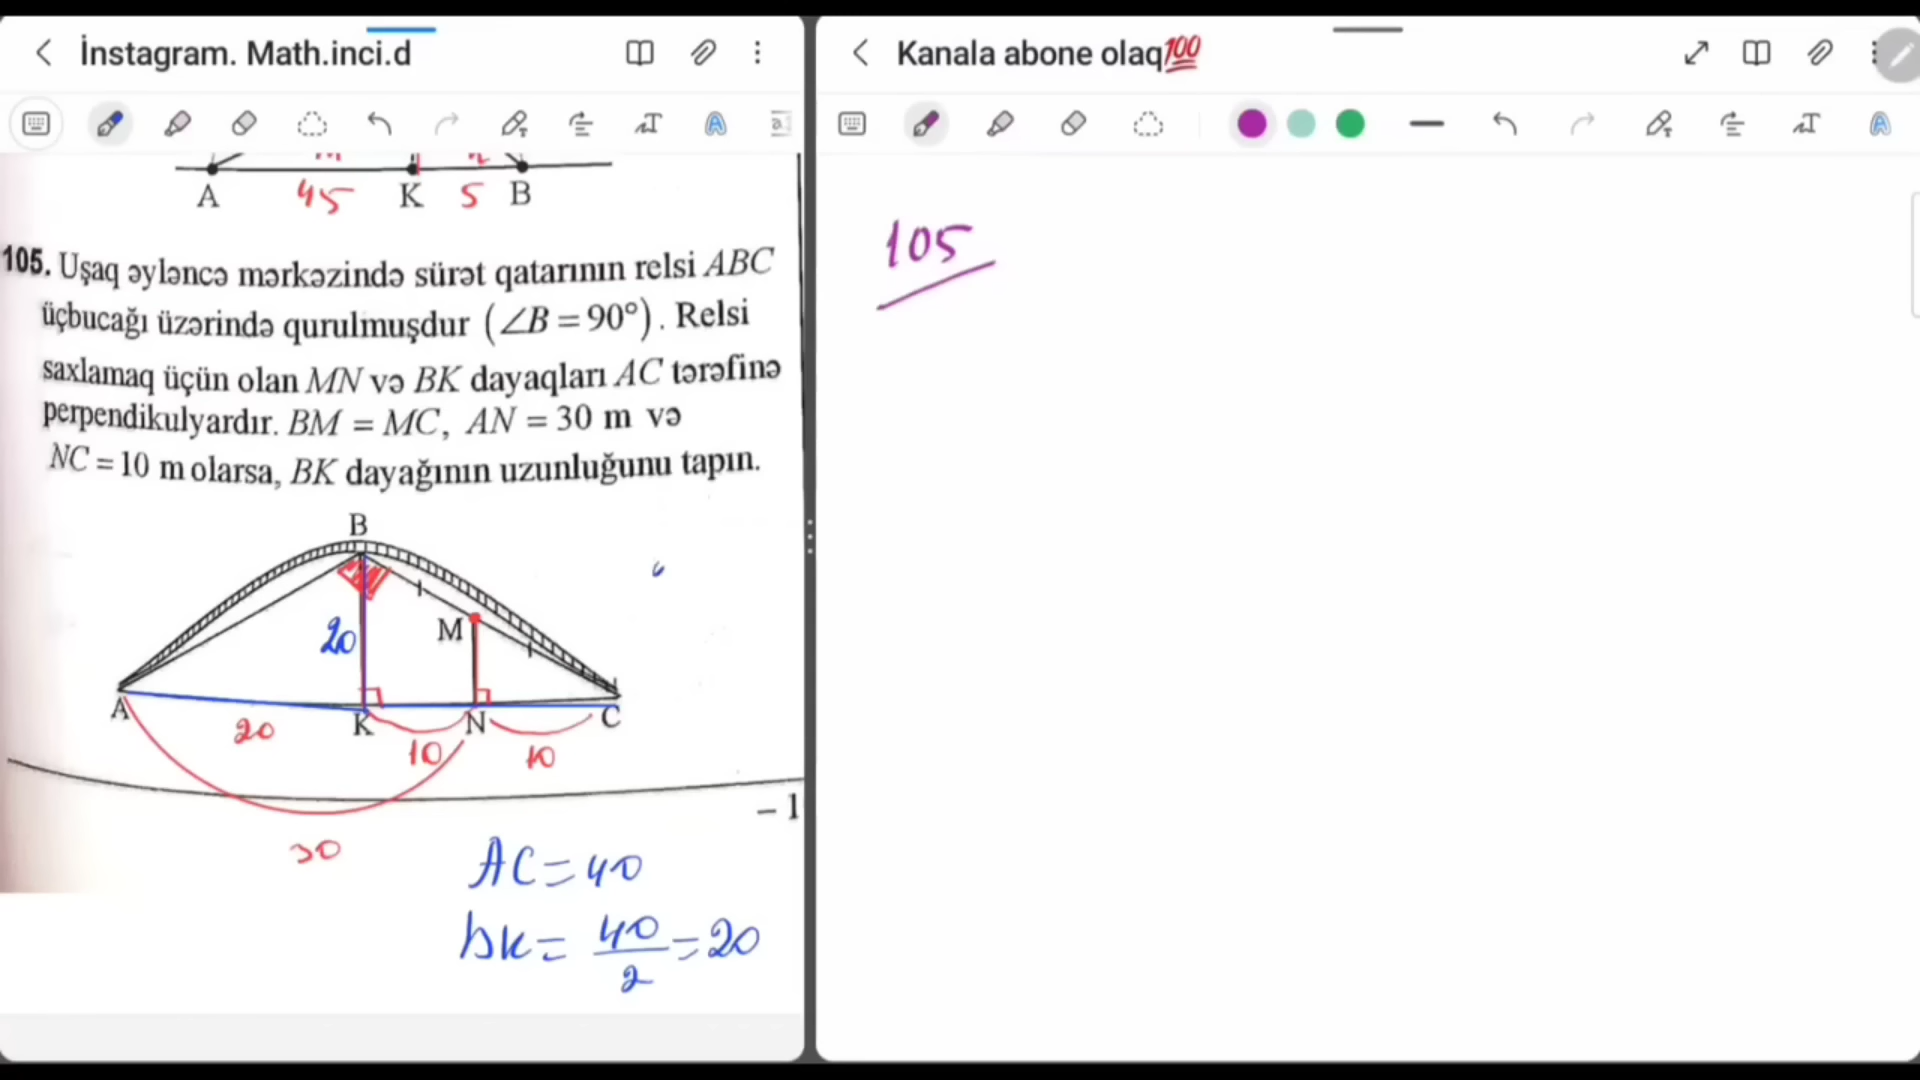 İnstagram. Math.inci.d
A 45 K 5 B
105. Uşaq əyləncə mərkəzində sürət qatarının relsi ABC
üçbucağı üzərində qurulmuşdur (∠B = 90°). Relsi
saxlamaq üçün olan MN və BK dayaqları AC tərəfinə
perpendikulyardır. BM = MC, AN = 30 m və
NC = 10 m olarsa, BK dayağının uzunluğunu tapın.
B
20 M
A 20 K 10 N 10 C
30
– 1
AC = 40
BK = 40/2 = 20
Kanala abone olaq💯
105